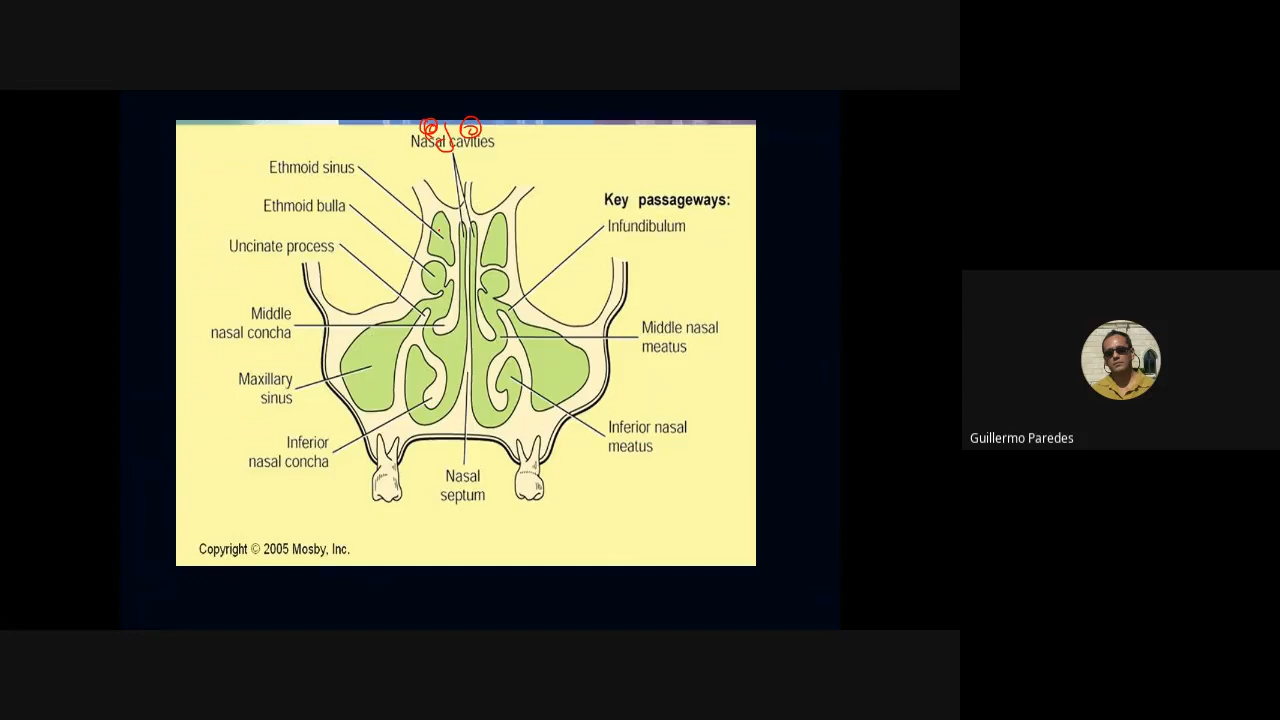 Nasal cavities
Ethmoid sinus
Ethmoid bulla
Uncinate process
Middle
nasal concha
Maxillary
sinus
Inferior
nasal concha
Nasal
septum
Key passageways:
Infundibulum
Middle nasal
meatus
Inferior nasal
meatus
Copyright © 2005 Mosby, Inc.
Guillermo Paredes